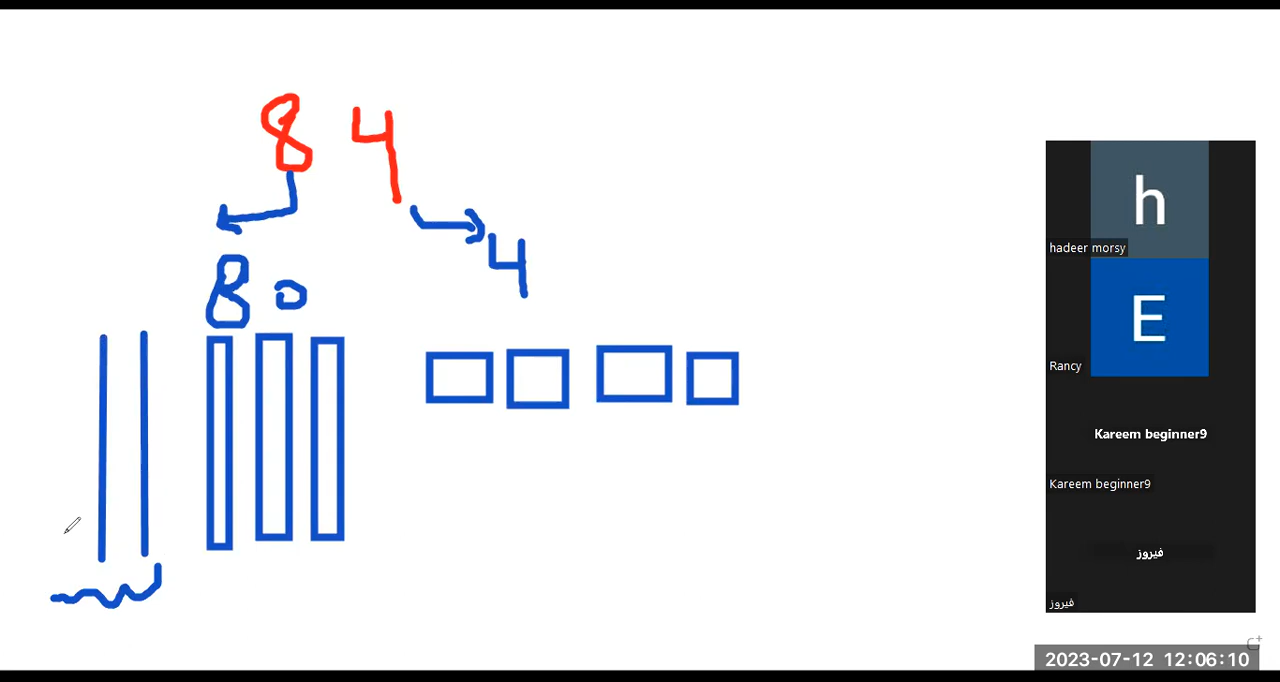 8 4
4
80
h
hadeer morsy
E
Rancy
Kareem beginner9
Kareem beginner9
فيروز
فيروز
2023-07-12 12:06:10